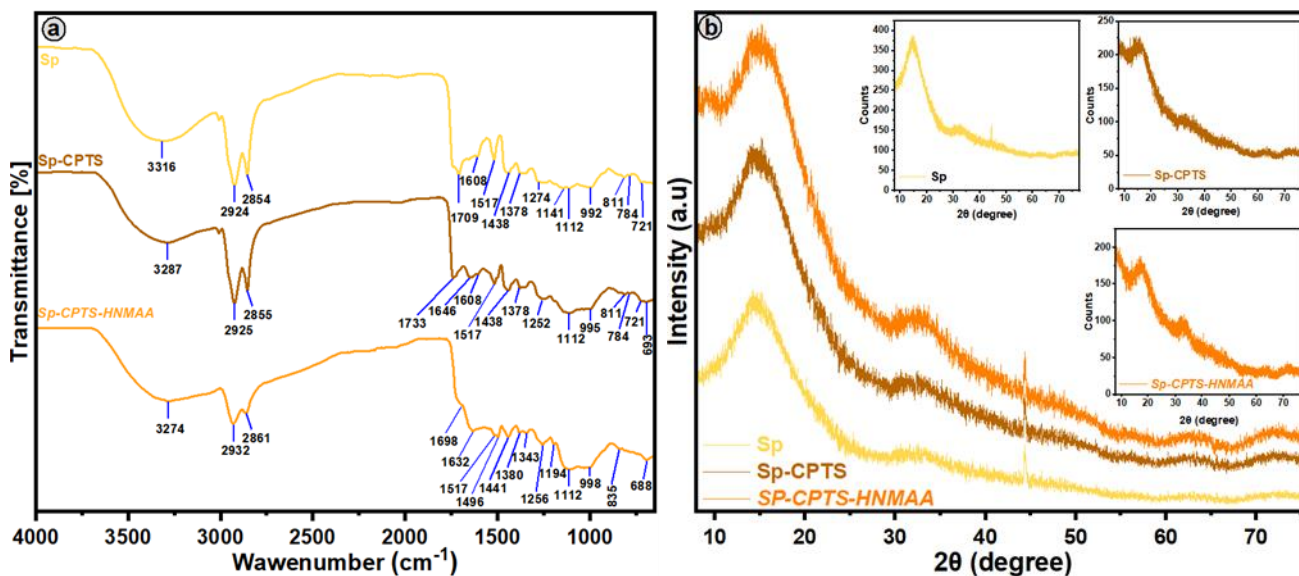 a
Sp
3316
2924
2854
1709
1608
1517
1438
1378
1274
1141
1112
992
811
784
721
Sp-CPTS
3287
2925
2855
1733
1646
1608
1517
1438
1378
1252
1112
995
811
784
721
693
Sp-CPTS-HNMAA
3274
2932
2861
1698
1632
1517
1496
1441
1380
1343
1256
1194
1112
998
835
688
Transmittance [%]
4000 3500 3000 2500 2000 1500 1000
Wawenumber (cm-1)
b
Intensity (a.u)
Sp
Sp-CPTS
SP-CPTS-HNMAA
10 20 30 40 50 60 70
2θ (degree)
400
350
300
250
200
150
100
50
0
Counts
Sp
10 20 30 40 50 60 70
2θ (degree)
250
200
150
100
50
0
Counts
Sp-CPTS
10 20 30 40 50 60 70
2θ (degree)
200
150
100
50
0
Counts
Sp-CPTS-HNMAA
10 20 30 40 50 60 70
2θ (degree)